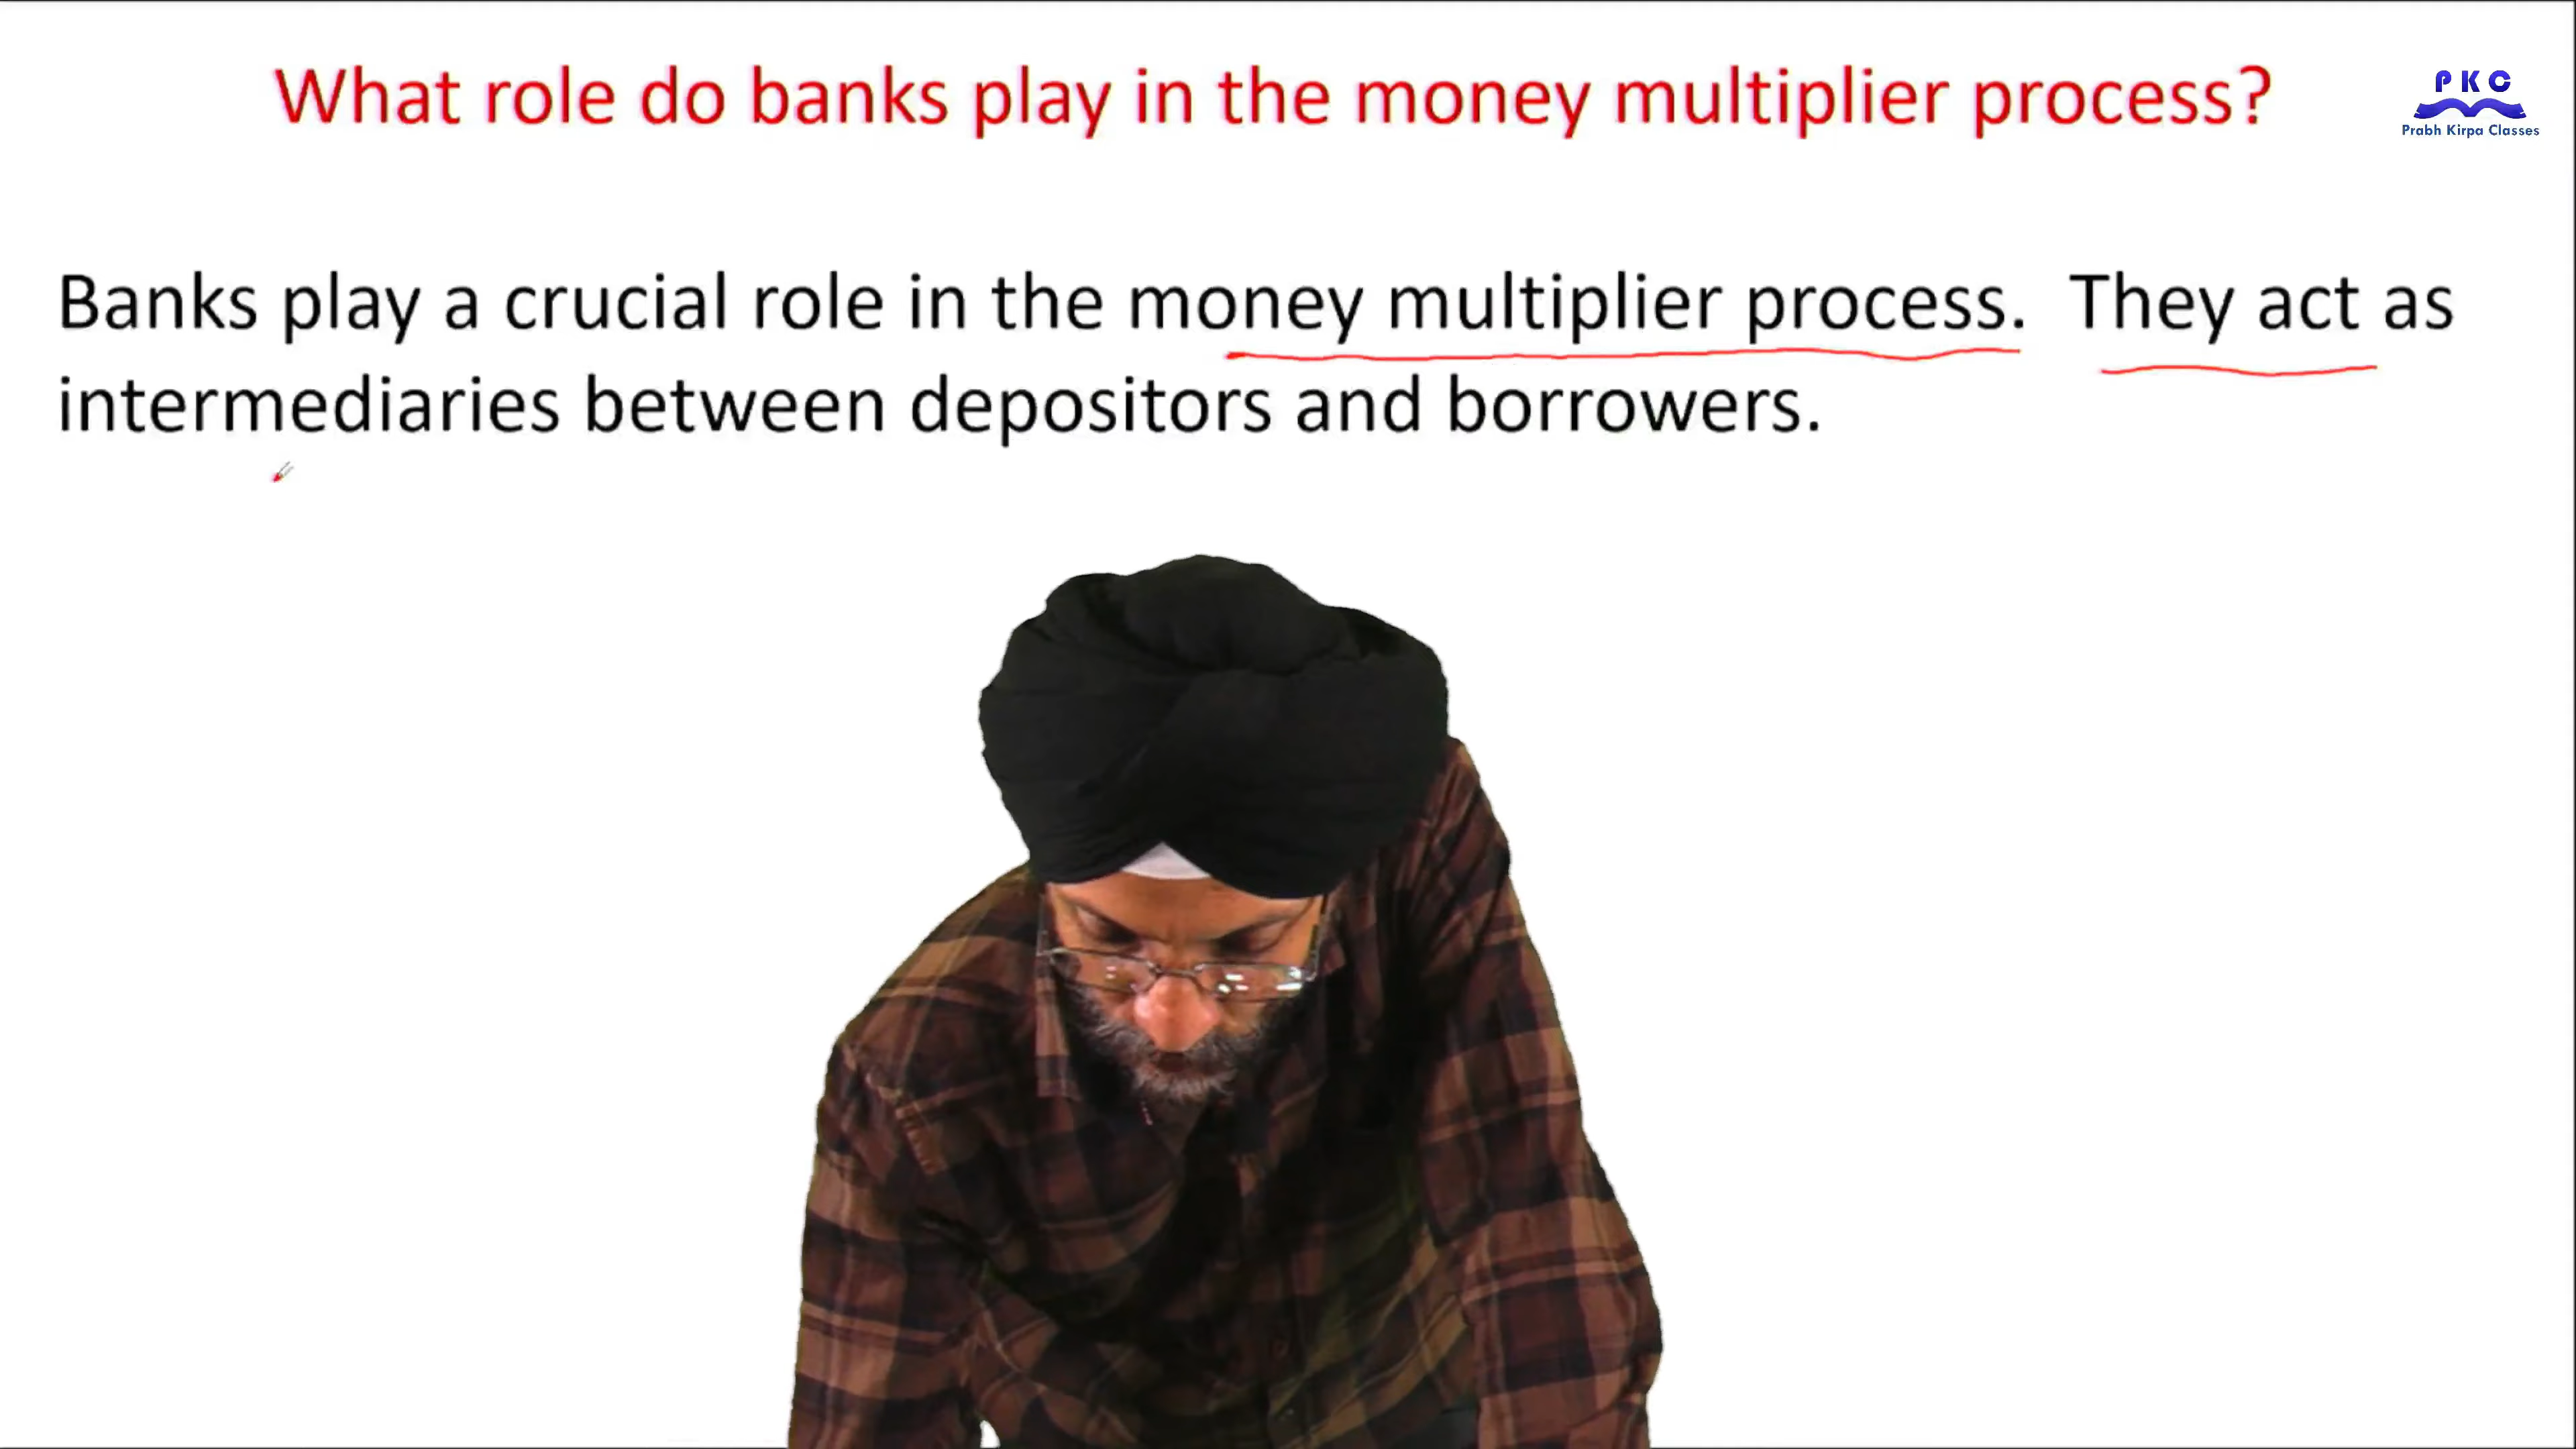 What role do banks play in the money multiplier process?
P K C
Prabh Kirpa Classes
Banks play a crucial role in the money multiplier process. They act as
intermediaries between depositors and borrowers.